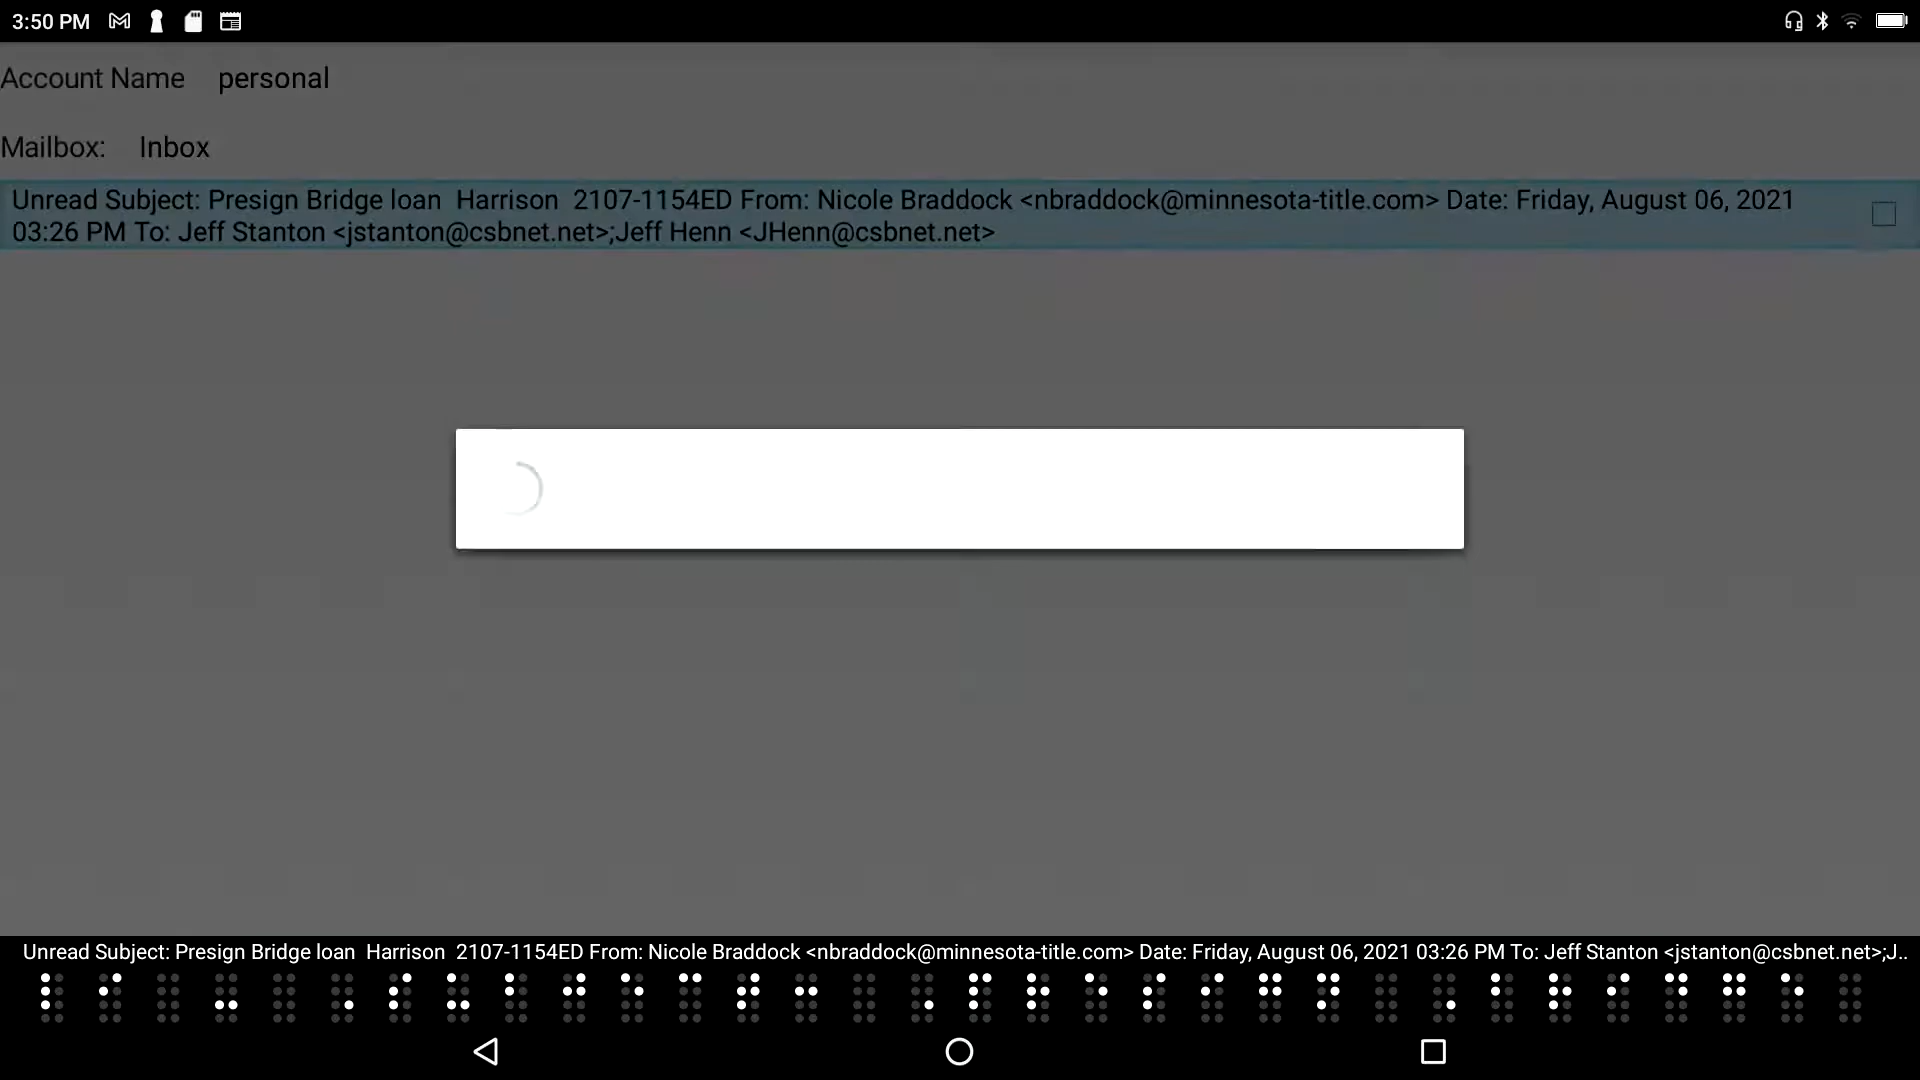 3:50 PM
Account Name personal
Mailbox: Inbox
Unread Subject: Presign Bridge loan  Harrison  2107-1154ED From: Nicole Braddock <nbraddock@minnesota-title.com> Date: Friday, August 06, 2021
03:26 PM To: Jeff Stanton <jstanton@csbnet.net>;Jeff Henn <JHenn@csbnet.net>
Unread Subject: Presign Bridge loan  Harrison  2107-1154ED From: Nicole Braddock <nbraddock@minnesota-title.com> Date: Friday, August 06, 2021 03:26 PM To: Jeff Stanton <jstanton@csbnet.net>;J..